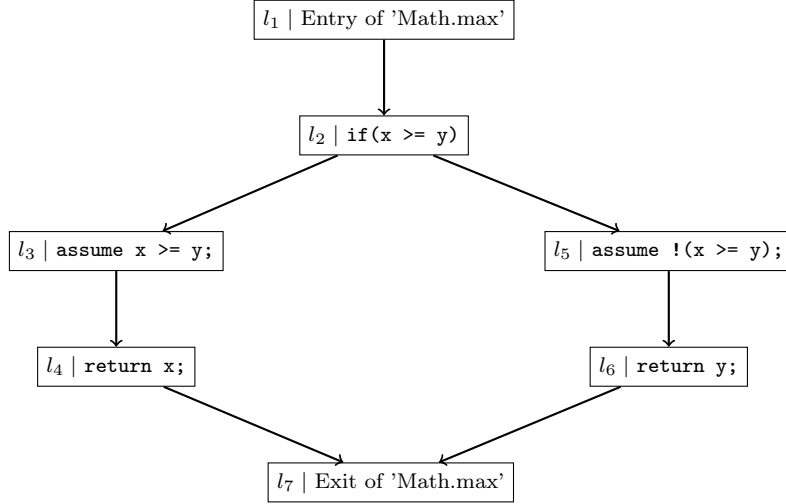 l1 | Entry of 'Math.max'
l2 | if(x >= y)
l3 | assume x >= y;
l5 | assume !(x >= y);
l4 | return x;
l6 | return y;
l7 | Exit of 'Math.max'